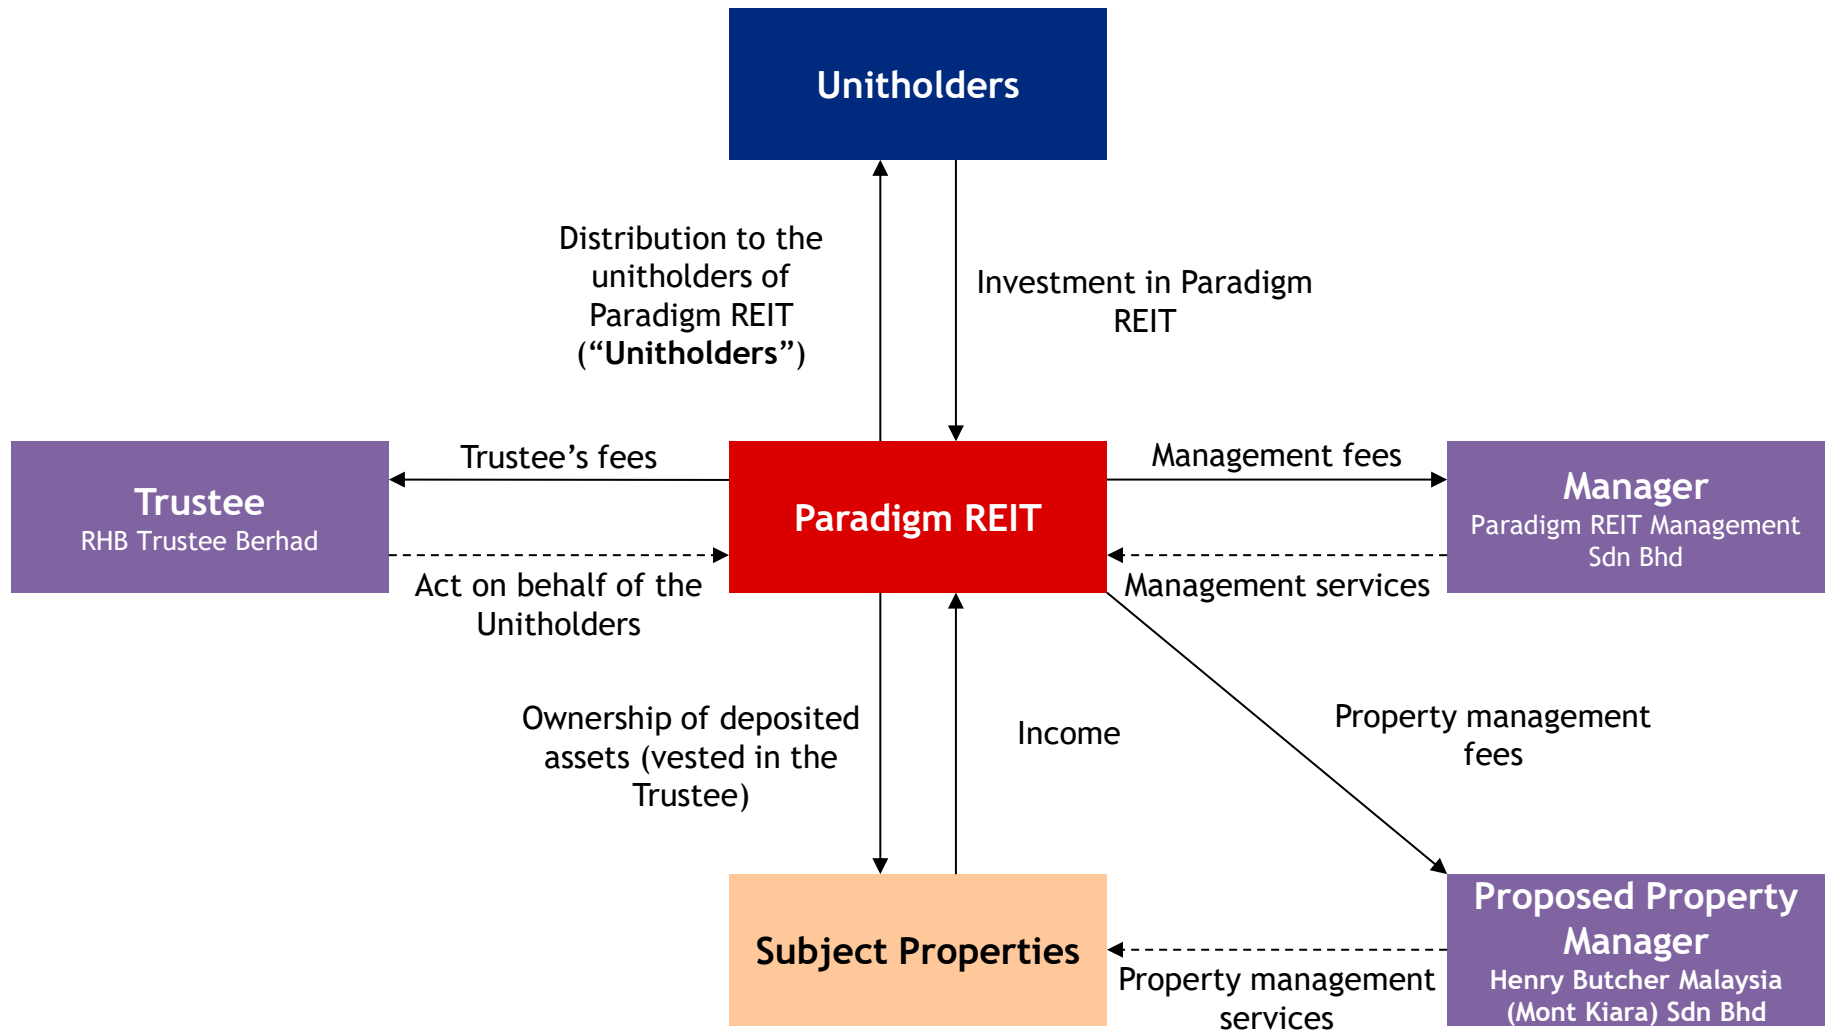 Unitholders
Distribution to the
unitholders of
Paradigm REIT
(“Unitholders”)
Investment in Paradigm
REIT
Trustee’s fees
Management fees
Trustee
RHB Trustee Berhad
Paradigm REIT
Manager
Paradigm REIT Management
Sdn Bhd
Act on behalf of the
Unitholders
Management services
Ownership of deposited
assets (vested in the
Trustee)
Income
Property management
fees
Subject Properties
Proposed Property
Manager
Henry Butcher Malaysia
(Mont Kiara) Sdn Bhd
Property management
services